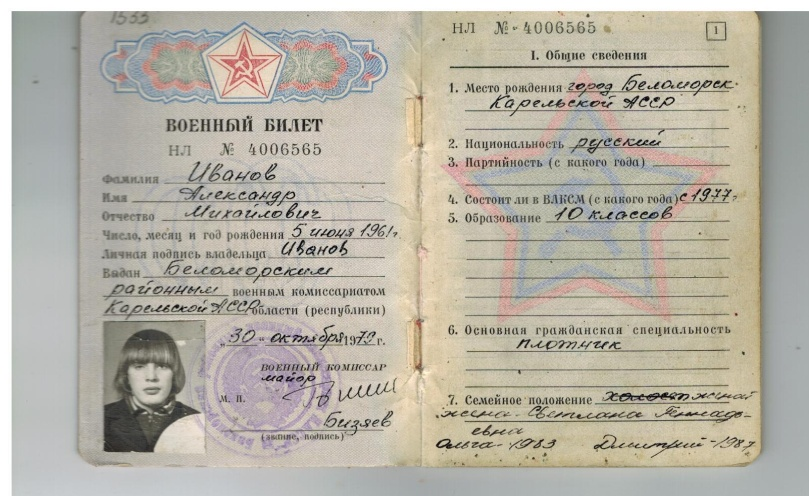 1533
ВОЕННЫЙ БИЛЕТ
НЛ № 4006565
Фамилия Иванов
Имя Александр
Отчество Михайлович
Число, месяц и год рождения 5 июня 1961г.
Личная подпись владельца Иванов
Выдан Беломорским
районным военным комиссариатом
Карельской АССР области (республики)
„30“ октября 1979 г.
ВОЕННЫЙ КОМИССАР
майор
М. П.
Бизяев
(звание, подпись)
НЛ № 4006565
1
I. Общие сведения
1. Место рождения город Беломорск
Карельской АССР
2. Национальность русский
3. Партийность (с какого года)
4. Состоит ли в ВЛКСМ (с какого года) с 1977г
5. Образование 10 классов
6. Основная гражданская специальность
плотник
7. Семейное положение холост женат
жена - Светлана Геннадь-
евна
Ольга - 1983 Дмитрий - 1987